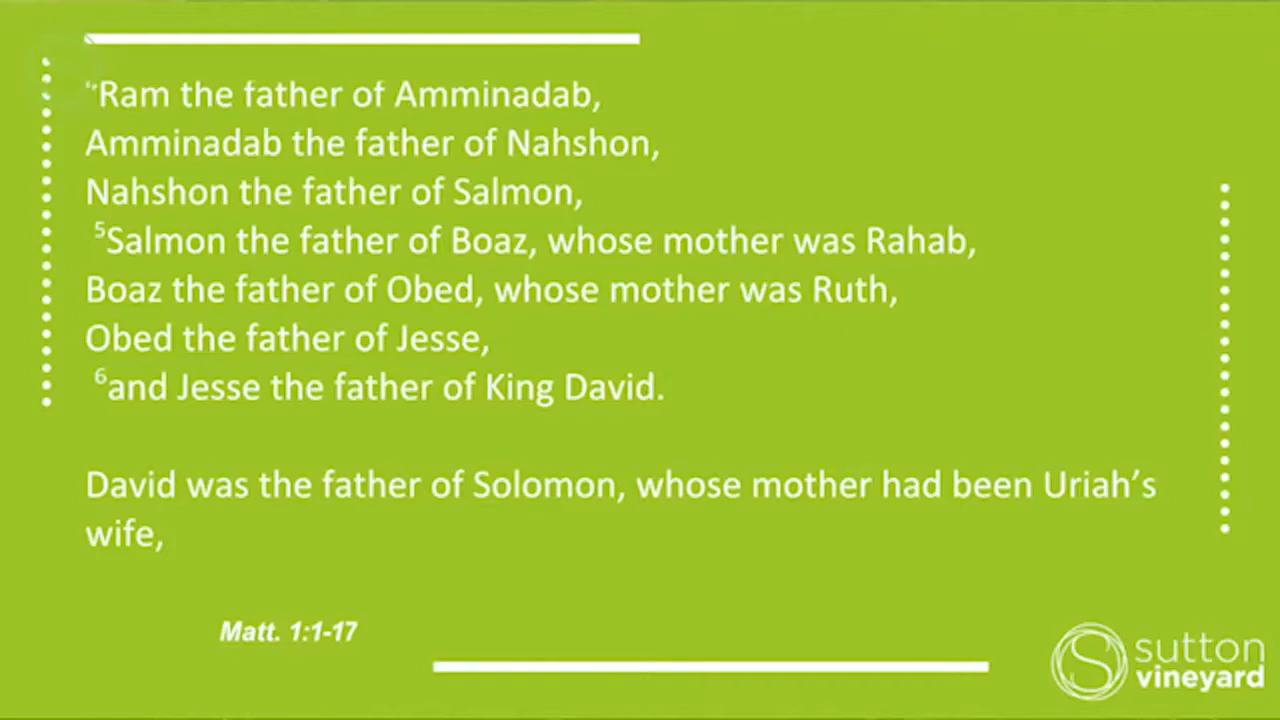 ⁴Ram the father of Amminadab,
Amminadab the father of Nahshon,
Nahshon the father of Salmon,
⁵Salmon the father of Boaz, whose mother was Rahab,
Boaz the father of Obed, whose mother was Ruth,
Obed the father of Jesse,
⁶and Jesse the father of King David.
David was the father of Solomon, whose mother had been Uriah’s
wife,
Matt. 1:1-17
sutton
vineyard